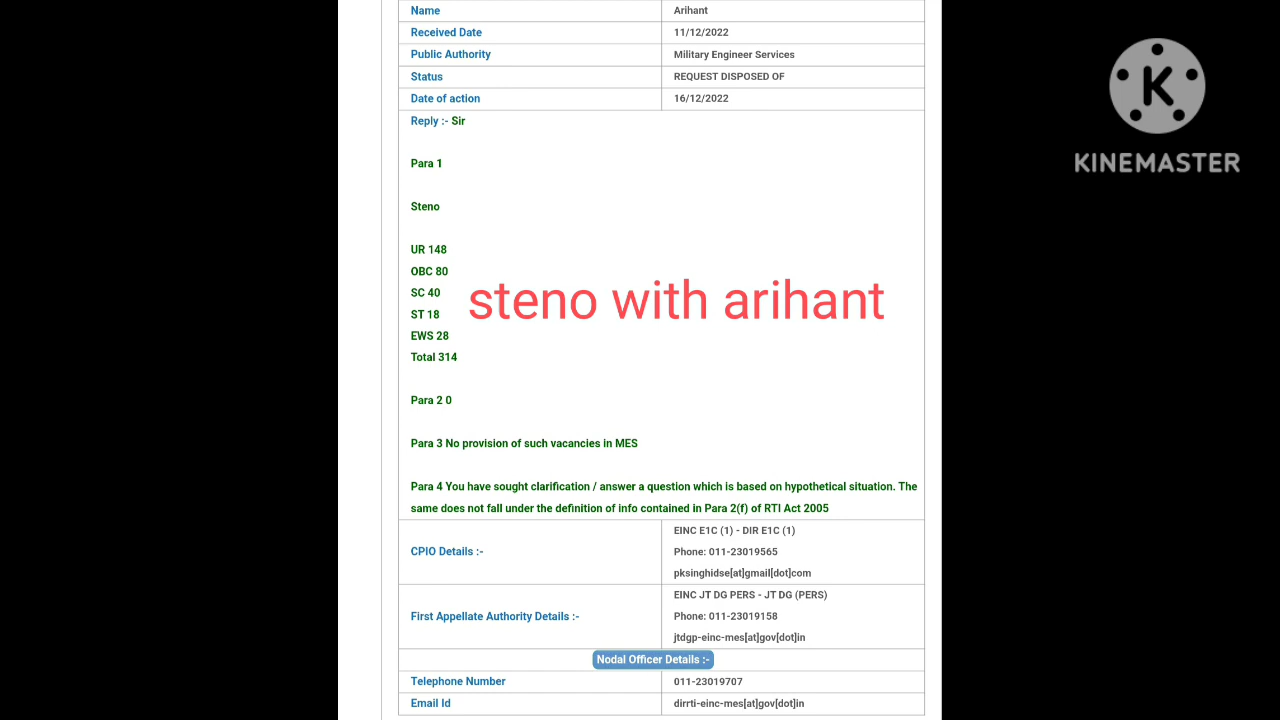 Name Arihant
Received Date 11/12/2022
Public Authority Military Engineer Services
Status REQUEST DISPOSED OF
Date of action 16/12/2022
Reply :- Sir
Para 1
Steno
UR 148
OBC 80
SC 40
ST 18
EWS 28
Total 314
steno with arihant
Para 2 0
Para 3 No provision of such vacancies in MES
Para 4 You have sought clarification / answer a question which is based on hypothetical situation. The
same does not fall under the definition of info contained in Para 2(f) of RTI Act 2005
CPIO Details :-
EINC E1C (1) - DIR E1C (1)
Phone: 011-23019565
pksinghidse[at]gmail[dot]com
First Appellate Authority Details :-
EINC JT DG PERS - JT DG (PERS)
Phone: 011-23019158
jtdgp-einc-mes[at]gov[dot]in
Nodal Officer Details :-
Telephone Number 011-23019707
Email Id dirrti-einc-mes[at]gov[dot]in
K
KINEMASTER